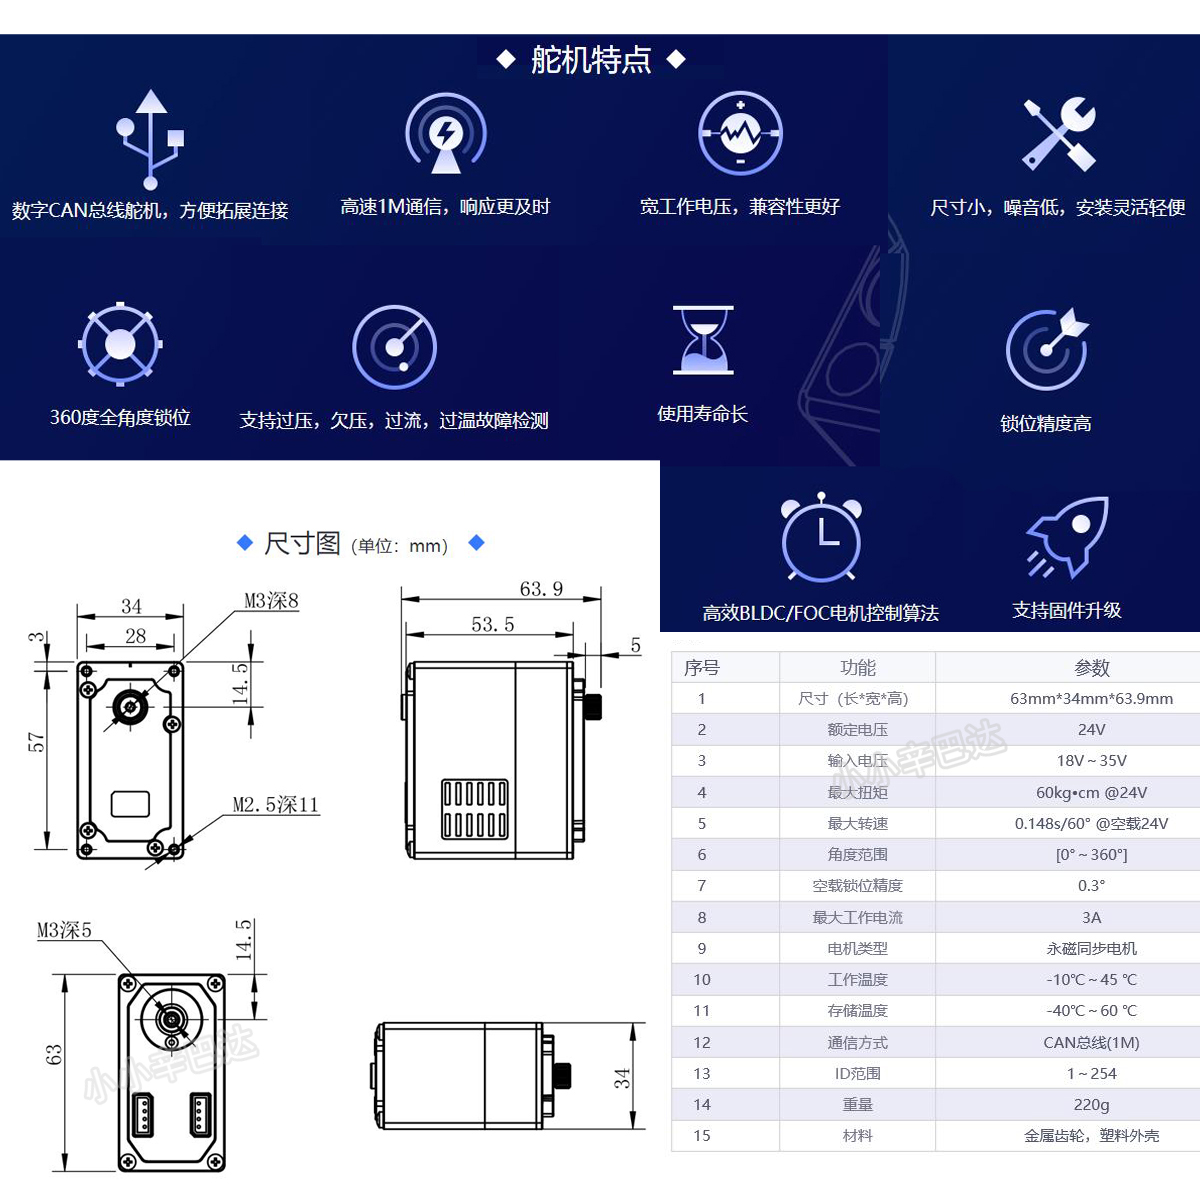 舵机特点
数字CAN总线舵机，方便拓展连接
高速1M通信，响应更及时
宽工作电压，兼容性更好
尺寸小，噪音低，安装灵活轻便
360度全角度锁位
支持过压，欠压，过流，过温故障检测
使用寿命长
锁位精度高
高效BLDC/FOC电机控制算法
支持固件升级
尺寸图（单位：mm）
34
M3深8
28
3
14.5
57
M2.5深11
63.9
53.5
5
M3深5
14.5
63
34
小小辛巴达
序号 功能 参数
1 尺寸（长*宽*高） 63mm*34mm*63.9mm
2 额定电压 24V
3 输入电压 18V～35V
4 最大扭矩 60kg•cm @24V
5 最大转速 0.148s/60° @空载24V
6 角度范围 [0°～360°]
7 空载锁位精度 0.3°
8 最大工作电流 3A
9 电机类型 永磁同步电机
10 工作温度 -10℃～45 ℃
11 存储温度 -40℃～60 ℃
12 通信方式 CAN总线(1M)
13 ID范围 1～254
14 重量 220g
15 材料 金属齿轮，塑料外壳
小小辛巴达